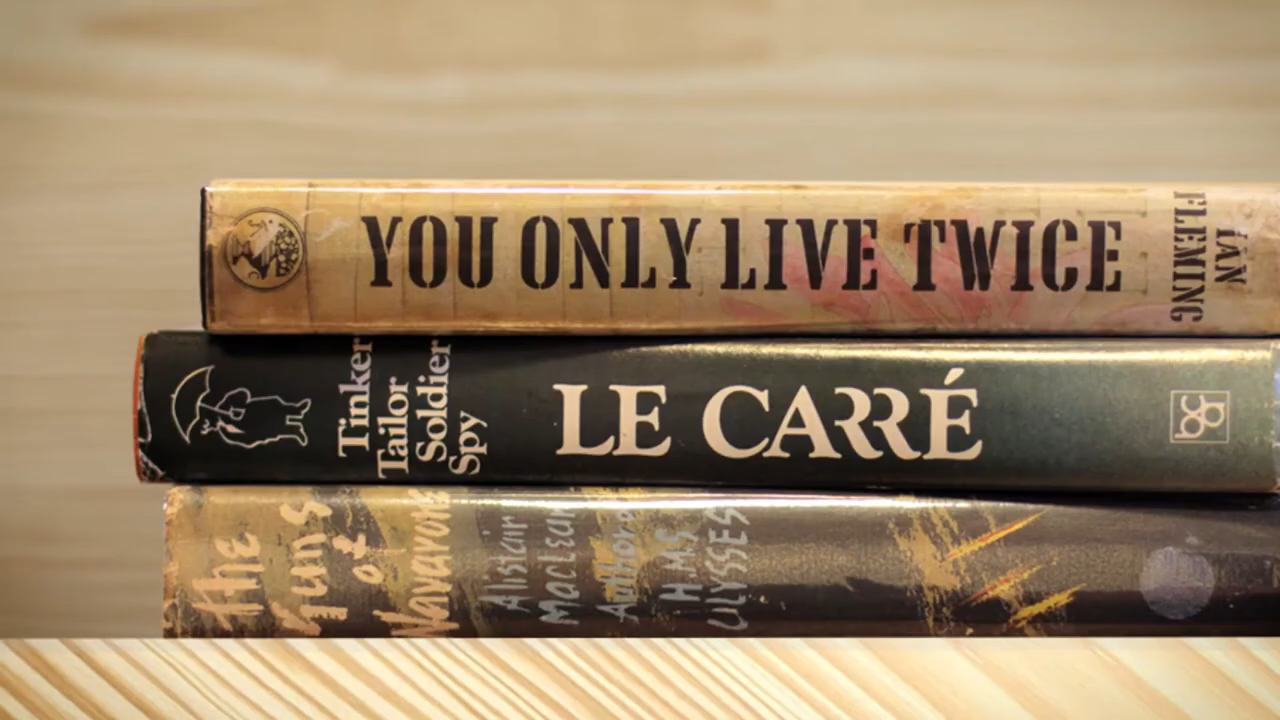 YOU ONLY LIVE TWICE
IAN
FLEMING
Tinker
Tailor
Soldier
Spy
LE CARRÉ
The
Guns
of
Navarone
Alistair
MacLean
Author of
H.M.S
ULYSSES